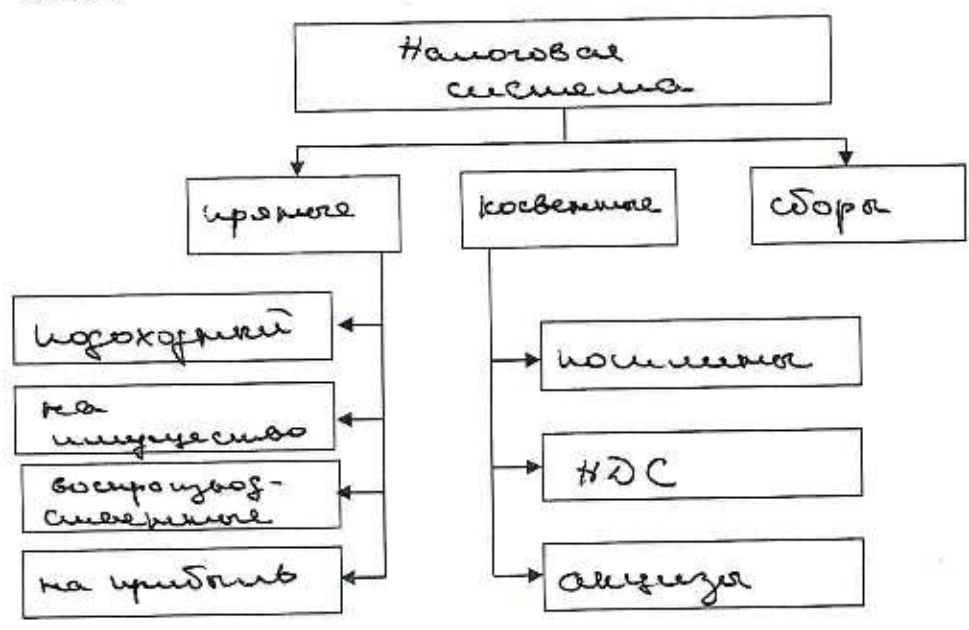 Налоговая
система
прямые
косвенные
сборы
подоходный
на
имущество
воспроизвод-
ственные
на прибыль
пошлины
НДС
акцизы